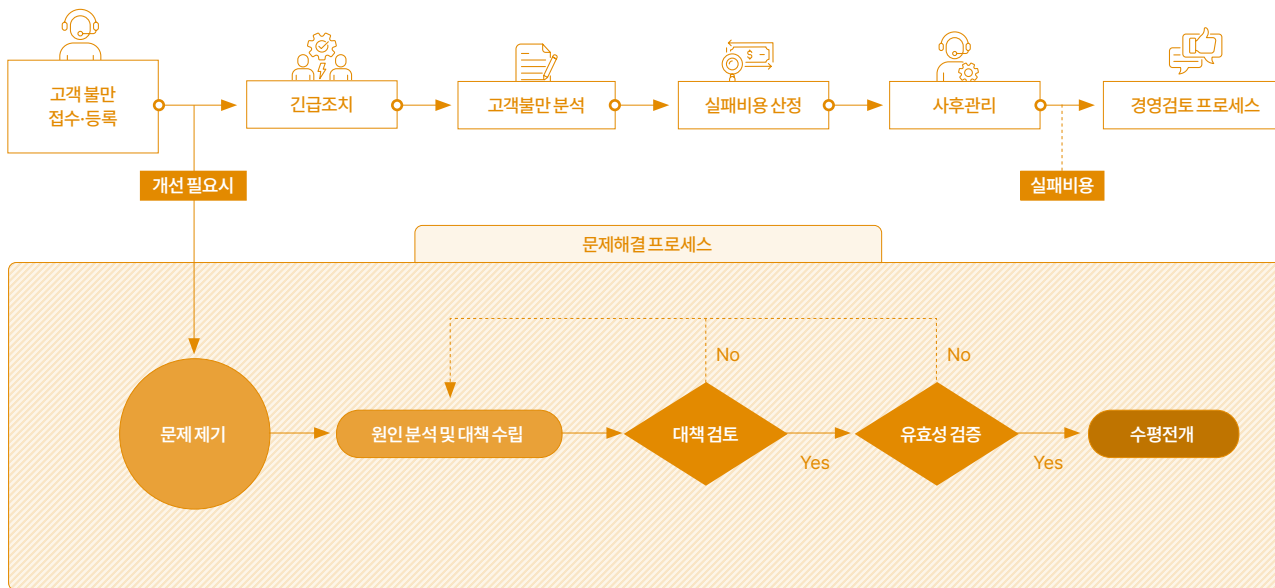 고객 불만
접수·등록
긴급조치
고객불만 분석
실패비용 산정
사후관리
경영검토 프로세스
개선 필요시
실패비용
문제해결 프로세스
No
No
문제 제기
원인 분석 및 대책 수립
대책 검토
유효성 검증
수평전개
Yes
Yes